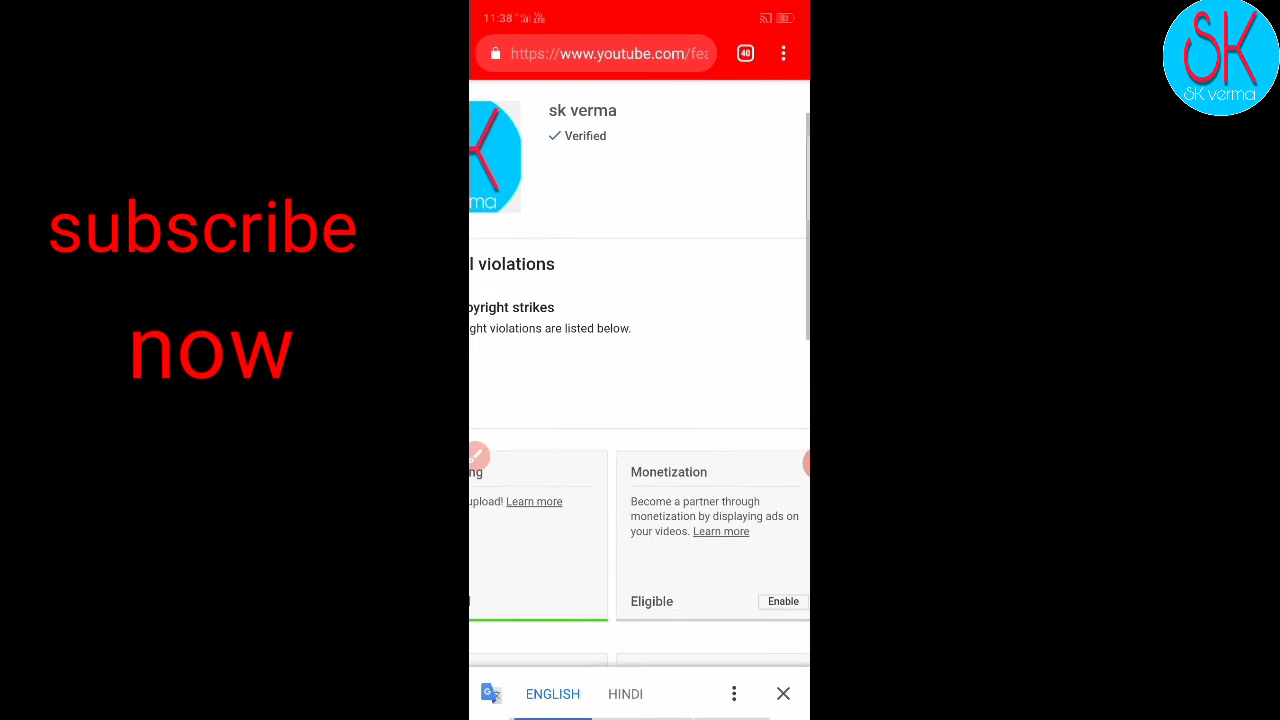 subscribe
now
11:38
https://www.youtube.com/fea
40
sk verma
Verified
ma
l violations
pyright strikes
ght violations are listed below.
ng
upload! Learn more
Monetization
Become a partner through
monetization by displaying ads on
your videos. Learn more
Eligible
Enable
ENGLISH
HINDI
SK
SK verma